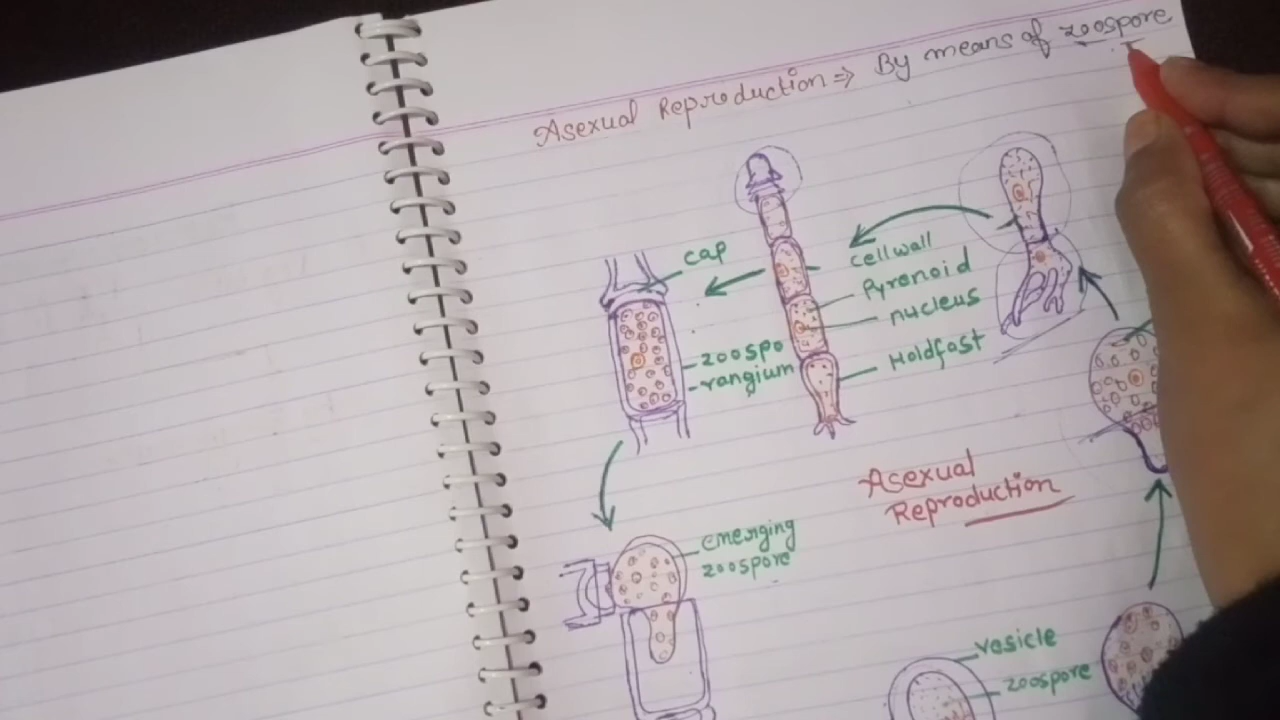 Asexual Reproduction ⇒ By means of zoospore
cap
cellwall
Pyrenoid
nucleus
Holdfast
zoospo
-rangium
Asexual
Reproduction
emerging
zoospore
vesicle
zoospore